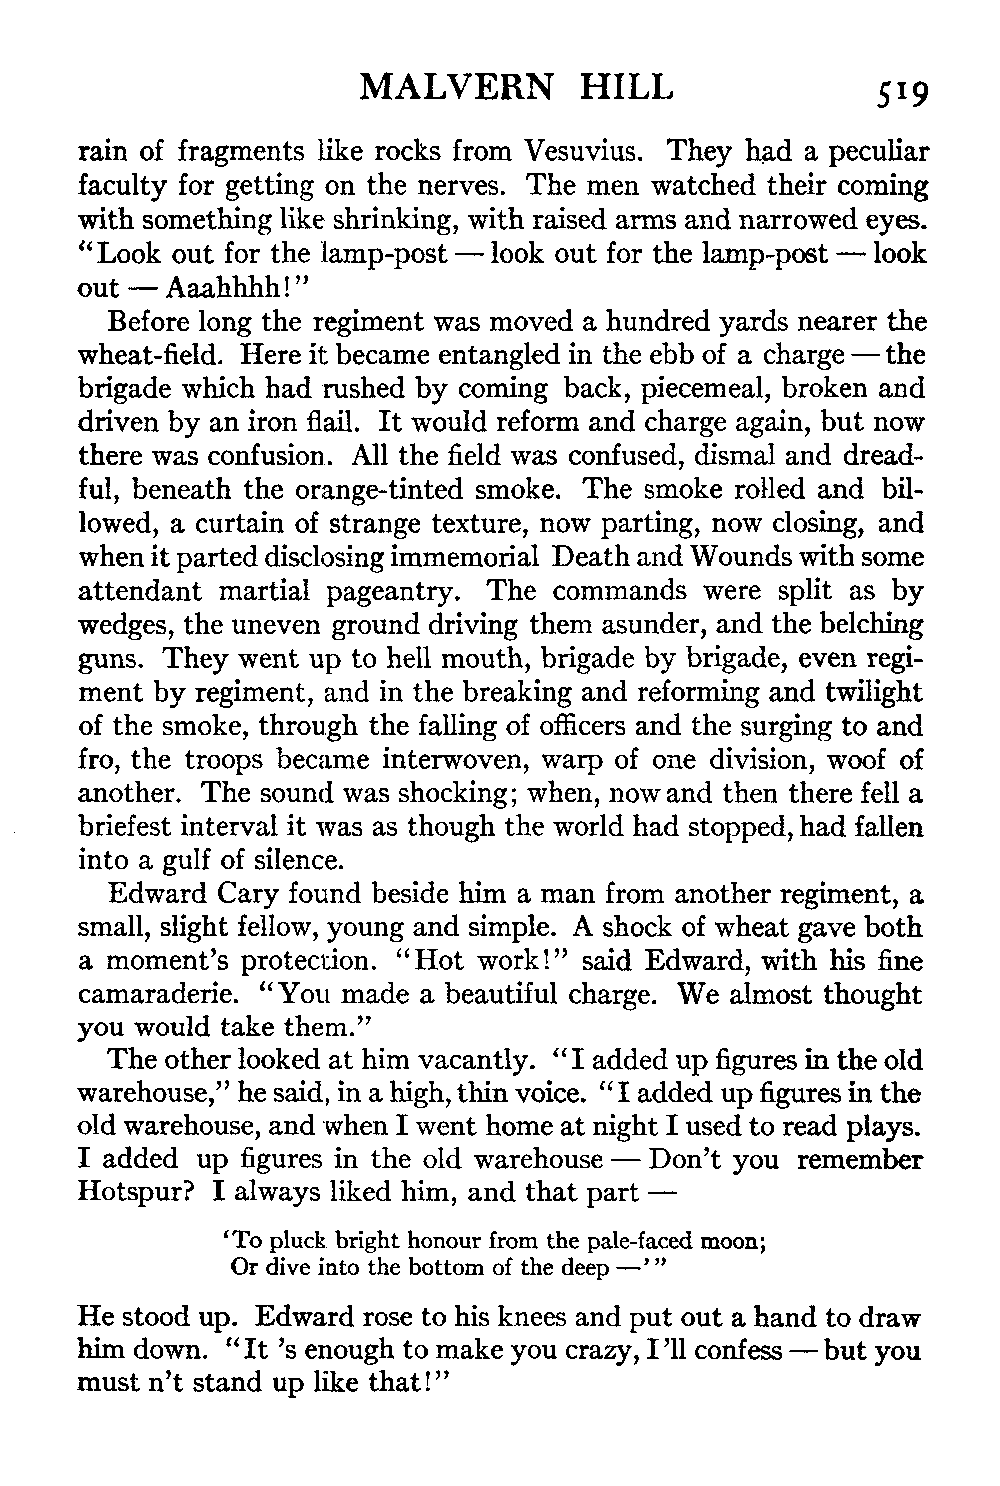 MALVERN HILL 519
rain of fragments like rocks from Vesuvius. They had a peculiar
faculty for getting on the nerves. The men watched their coming
with something like shrinking, with raised arms and narrowed eyes.
“Look out for the lamp-post — look out for the lamp-post — look
out — Aaahhhh!”
Before long the regiment was moved a hundred yards nearer the
wheat-field. Here it became entangled in the ebb of a charge — the
brigade which had rushed by coming back, piecemeal, broken and
driven by an iron flail. It would reform and charge again, but now
there was confusion. All the field was confused, dismal and dread-
ful, beneath the orange-tinted smoke. The smoke rolled and bil-
lowed, a curtain of strange texture, now parting, now closing, and
when it parted disclosing immemorial Death and Wounds with some
attendant martial pageantry. The commands were split as by
wedges, the uneven ground driving them asunder, and the belching
guns. They went up to hell mouth, brigade by brigade, even regi-
ment by regiment, and in the breaking and reforming and twilight
of the smoke, through the falling of officers and the surging to and
fro, the troops became interwoven, warp of one division, woof of
another. The sound was shocking; when, now and then there fell a
briefest interval it was as though the world had stopped, had fallen
into a gulf of silence.
Edward Cary found beside him a man from another regiment, a
small, slight fellow, young and simple. A shock of wheat gave both
a moment’s protection. “Hot work!” said Edward, with his fine
camaraderie. “You made a beautiful charge. We almost thought
you would take them.”
The other looked at him vacantly. “I added up figures in the old
warehouse,” he said, in a high, thin voice. “I added up figures in the
old warehouse, and when I went home at night I used to read plays.
I added up figures in the old warehouse — Don’t you remember
Hotspur? I always liked him, and that part —
‘To pluck bright honour from the pale-faced moon;
Or dive into the bottom of the deep —’”
He stood up. Edward rose to his knees and put out a hand to draw
him down. “It ’s enough to make you crazy, I ’ll confess — but you
must n’t stand up like that!”